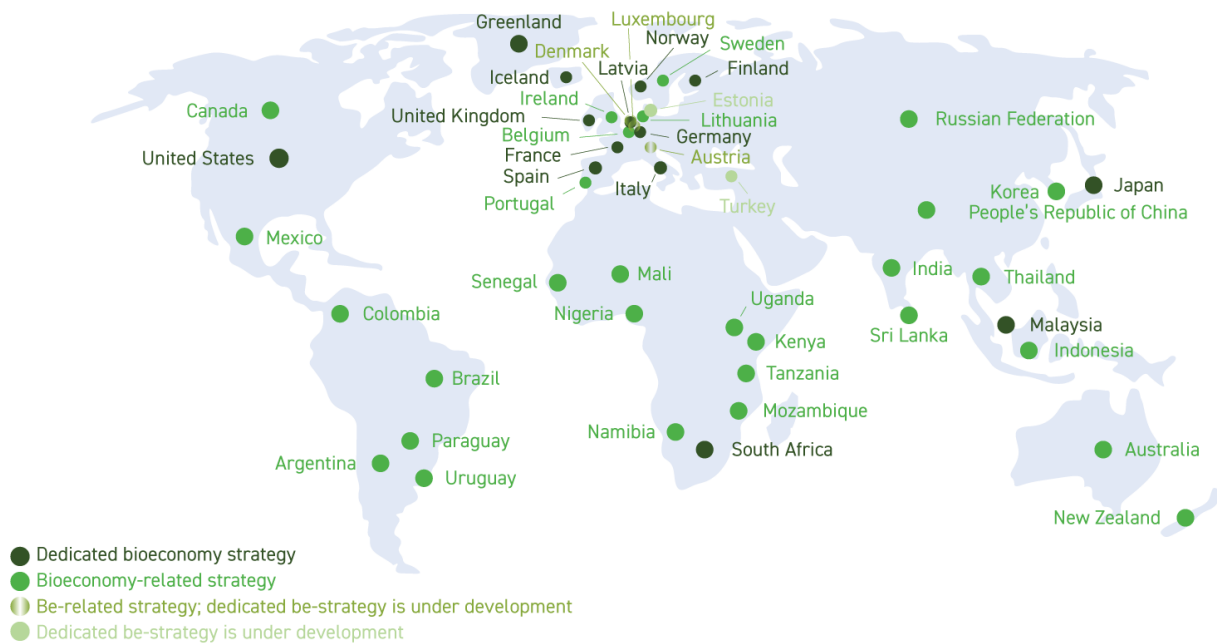 Luxembourg
Greenland
Norway
Denmark
Sweden
Latvia
Finland
Iceland
Ireland
Estonia
Canada
United Kingdom
Lithuania
Russian Federation
Belgium
Germany
United States
France
Austria
Spain
Italy
Japan
Korea
Portugal
Turkey
People's Republic of China
Mexico
Mali
India
Senegal
Thailand
Uganda
Colombia
Nigeria
Malaysia
Sri Lanka
Kenya
Indonesia
Brazil
Tanzania
Mozambique
Namibia
Paraguay
South Africa
Australia
Argentina
Uruguay
New Zealand
Dedicated bioeconomy strategy
Bioeconomy-related strategy
Be-related strategy; dedicated be-strategy is under development
Dedicated be-strategy is under development